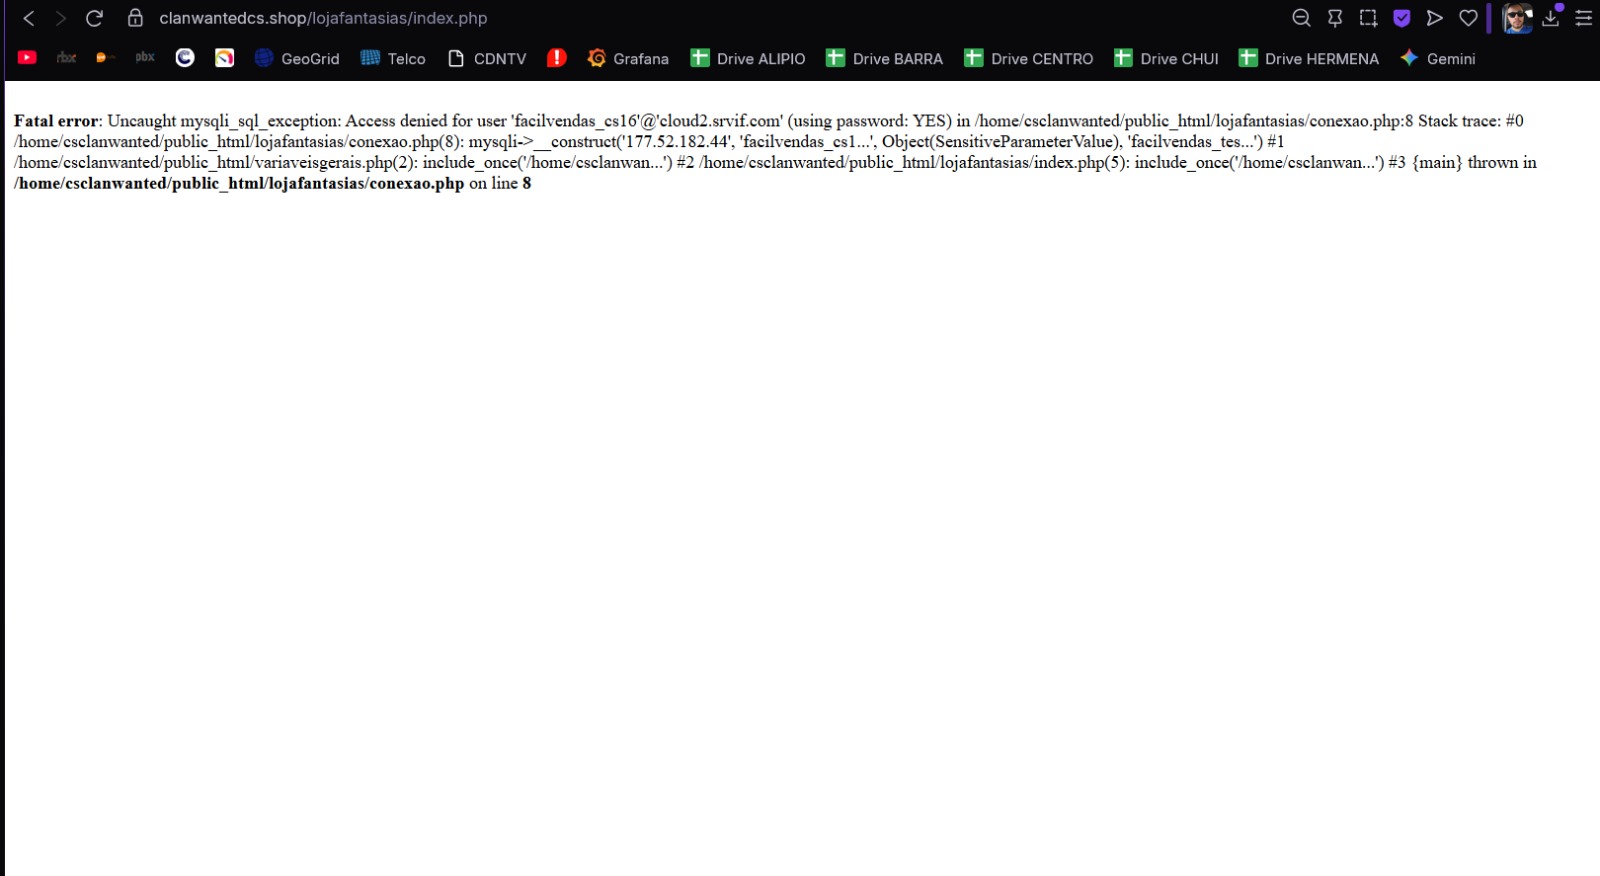 clanwantedcs.shop/lojafantasias/index.php
rbx pbx GeoGrid Telco CDNTV Grafana Drive ALIPIO Drive BARRA Drive CENTRO Drive CHUI Drive HERMENA Gemini
Fatal error: Uncaught mysqli_sql_exception: Access denied for user 'facilvendas_cs16'@'cloud2.srvif.com' (using password: YES) in /home/csclanwanted/public_html/lojafantasias/conexao.php:8 Stack trace: #0
/home/csclanwanted/public_html/lojafantasias/conexao.php(8): mysqli->__construct('177.52.182.44', 'facilvendas_cs1...', Object(SensitiveParameterValue), 'facilvendas_tes...') #1
/home/csclanwanted/public_html/variaveisgerais.php(2): include_once('/home/csclanwan...') #2 /home/csclanwanted/public_html/lojafantasias/index.php(5): include_once('/home/csclanwan...') #3 {main} thrown in
/home/csclanwanted/public_html/lojafantasias/conexao.php on line 8